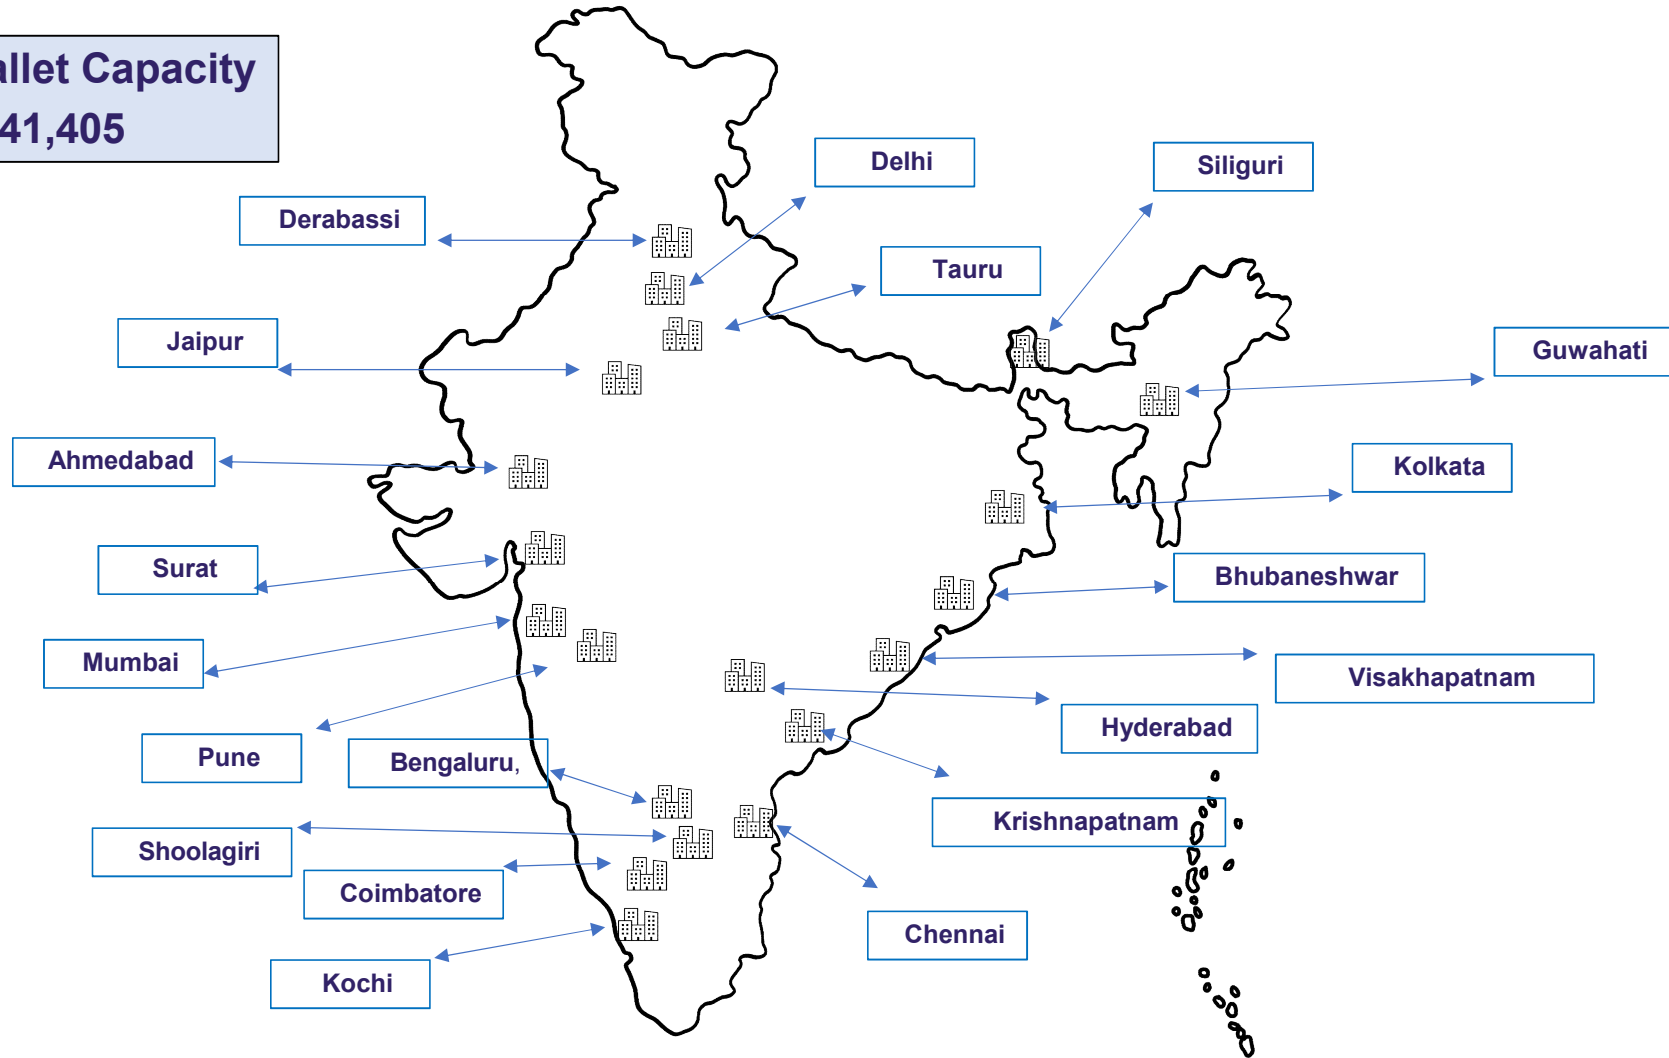 allet Capacity
41,405
Delhi
Siliguri
Derabassi
Tauru
Jaipur
Guwahati
Ahmedabad
Kolkata
Surat
Bhubaneshwar
Mumbai
Visakhapatnam
Hyderabad
Pune
Bengaluru,
Krishnapatnam
Shoolagiri
Coimbatore
Chennai
Kochi